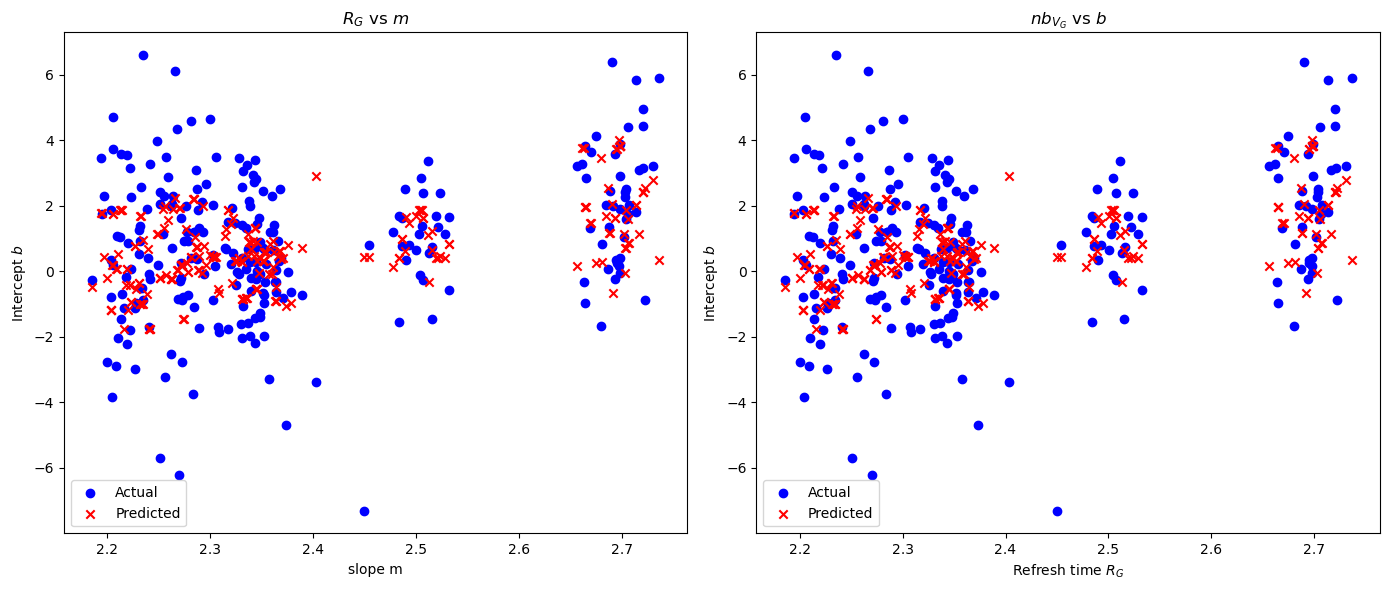 R_G vs m
Intercept b
6
4
2
0
−2
−4
−6
Actual
Predicted
2.2 2.3 2.4 2.5 2.6 2.7
slope m
nb_{V_G} vs b
Intercept b
6
4
2
0
−2
−4
−6
Actual
Predicted
2.2 2.3 2.4 2.5 2.6 2.7
Refresh time R_G